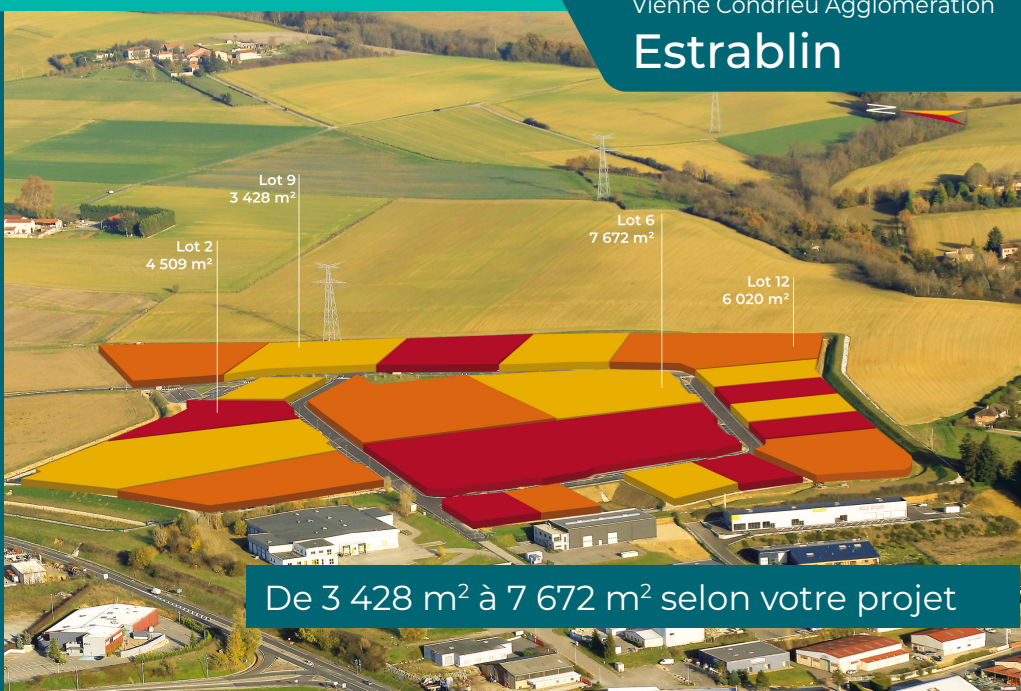 Vienne Condrieu Agglomération
Estrablin
Lot 9
3 428 m²
Lot 6
7 672 m²
Lot 2
4 509 m²
Lot 12
6 020 m²
De 3 428 m² à 7 672 m² selon votre projet